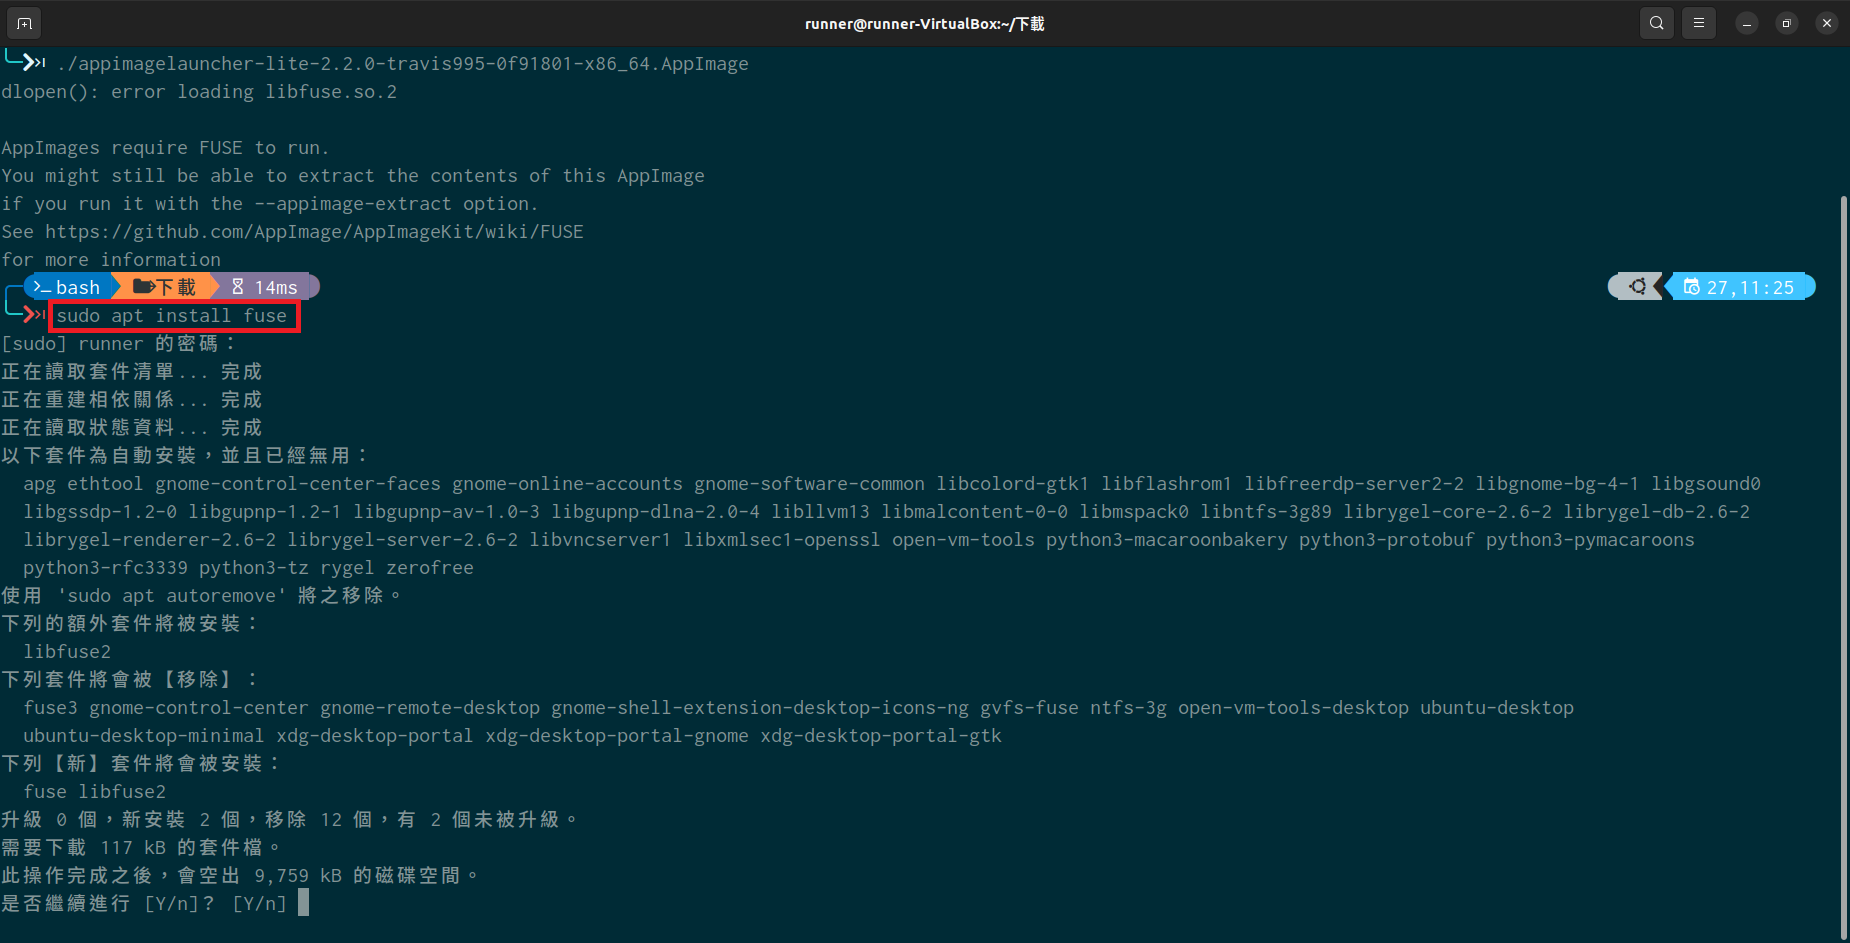 runner@runner-VirtualBox:~/下載
./appimagelauncher-lite-2.2.0-travis995-0f91801-x86_64.AppImage
dlopen(): error loading libfuse.so.2
AppImages require FUSE to run.
You might still be able to extract the contents of this AppImage
if you run it with the --appimage-extract option.
See https://github.com/AppImage/AppImageKit/wiki/FUSE
for more information
>_ bash 下載 14ms 27,11:25
sudo apt install fuse
[sudo] runner 的密碼：
正在讀取套件清單... 完成
正在重建相依關係... 完成
正在讀取狀態資料... 完成
以下套件為自動安裝，並且已經無用：
apg ethtool gnome-control-center-faces gnome-online-accounts gnome-software-common libcolord-gtk1 libflashrom1 libfreerdp-server2-2 libgnome-bg-4-1 libgsound0
libgssdp-1.2-0 libgupnp-1.2-1 libgupnp-av-1.0-3 libgupnp-dlna-2.0-4 libllvm13 libmalcontent-0-0 libmspack0 libntfs-3g89 librygel-core-2.6-2 librygel-db-2.6-2
librygel-renderer-2.6-2 librygel-server-2.6-2 libvncserver1 libxmlsec1-openssl open-vm-tools python3-macaroonbakery python3-protobuf python3-pymacaroons
python3-rfc3339 python3-tz rygel zerofree
使用 'sudo apt autoremove' 將之移除。
下列的額外套件將被安裝：
libfuse2
下列套件將會被【移除】：
fuse3 gnome-control-center gnome-remote-desktop gnome-shell-extension-desktop-icons-ng gvfs-fuse ntfs-3g open-vm-tools-desktop ubuntu-desktop
ubuntu-desktop-minimal xdg-desktop-portal xdg-desktop-portal-gnome xdg-desktop-portal-gtk
下列【新】套件將會被安裝：
fuse libfuse2
升級 0 個，新安裝 2 個，移除 12 個，有 2 個未被升級。
需要下載 117 kB 的套件檔。
此操作完成之後，會空出 9,759 kB 的磁碟空間。
是否繼續進行 [Y/n]？ [Y/n]